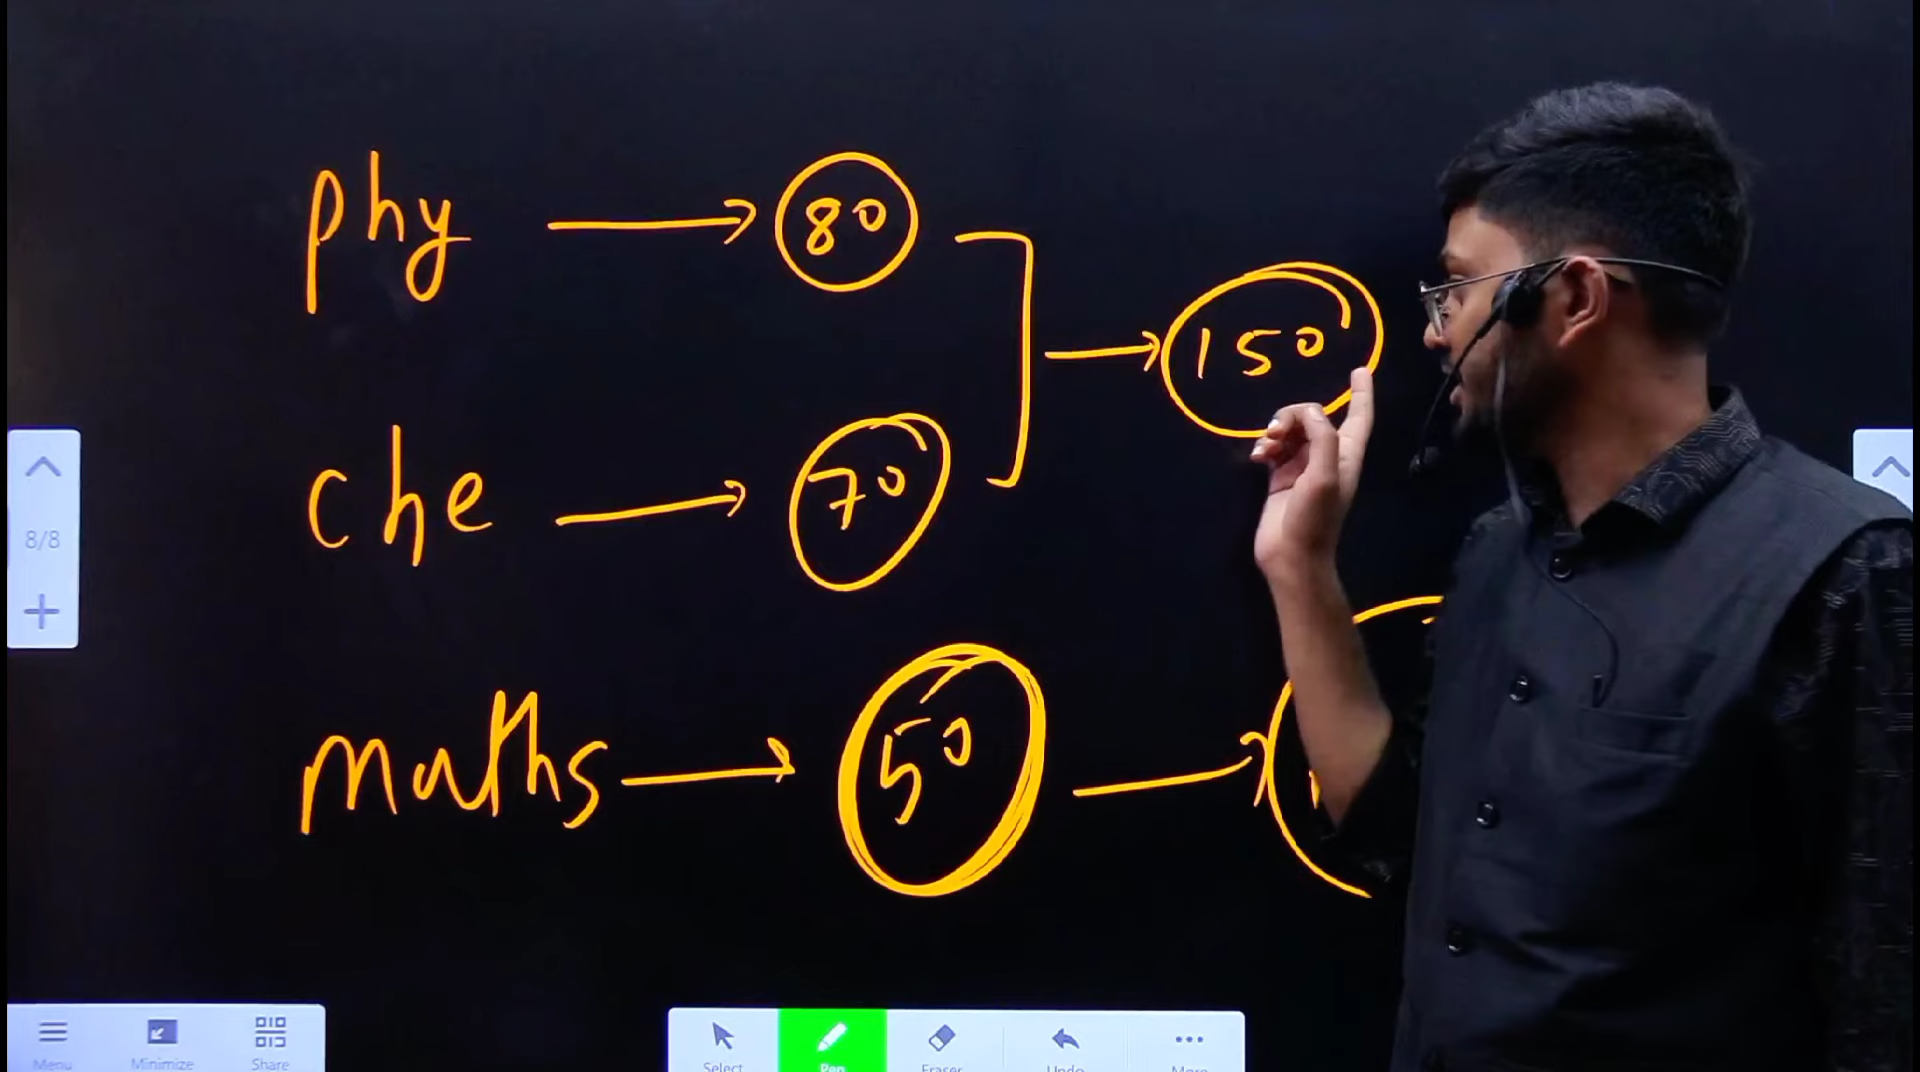 phy → 80
150
che → 70
maths → 50 →
8/8
Menu Minimize Share
Select Pen Eraser Undo More